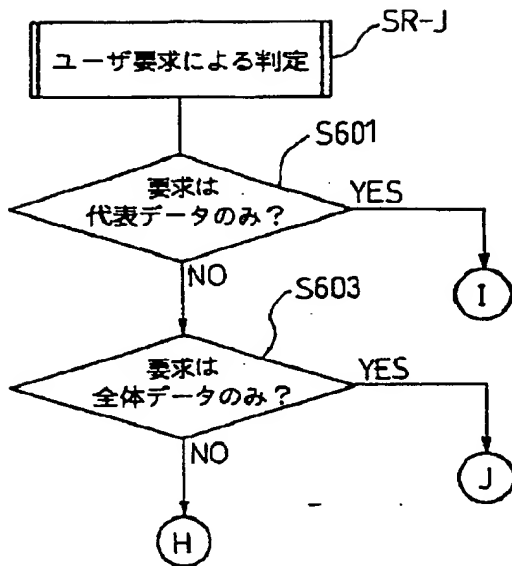 SR-J
ユーザ要求による判定
S601
要求は
代表データのみ？
YES
NO
I
S603
要求は
全体データのみ？
YES
NO
J
H